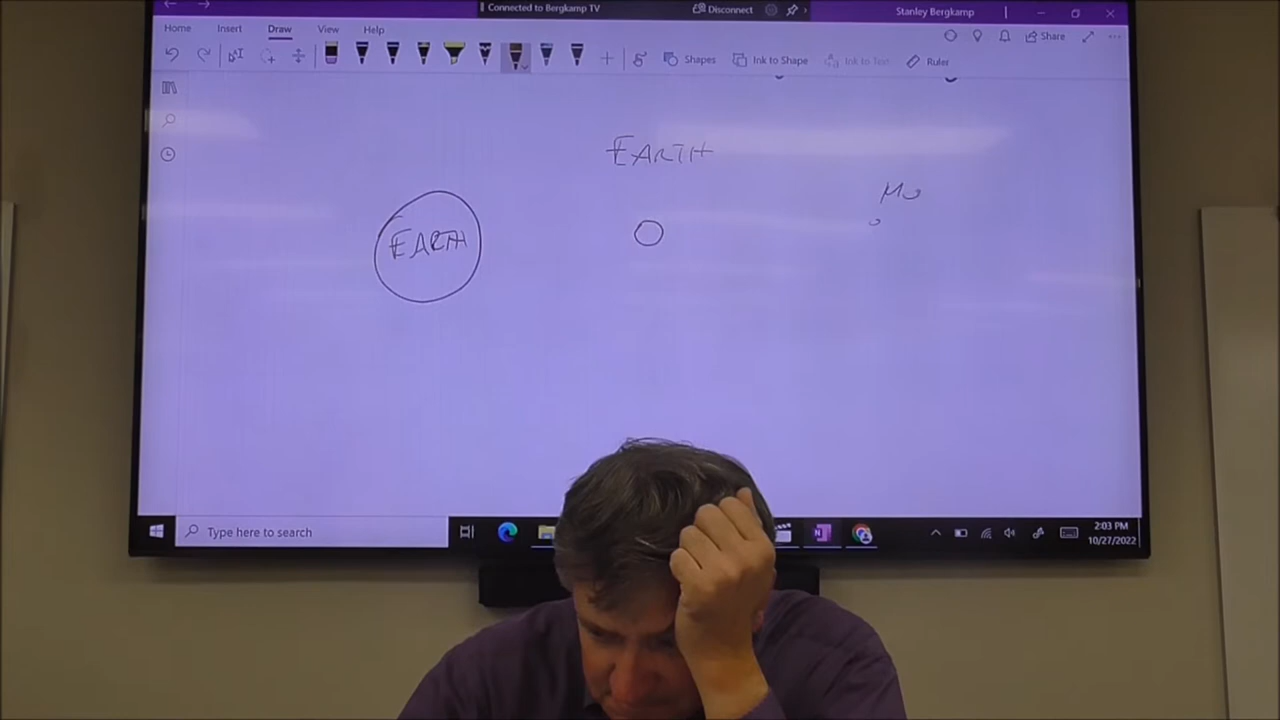 Connected to Bergkamp TV
Disconnect
Stanley Bergkamp
Home Insert Draw View Help
Share
Shapes
Ink to Shape
Ink to Text
Ruler
EARTH
Mo
EARTH
Type here to search
2:03 PM
10/27/2022